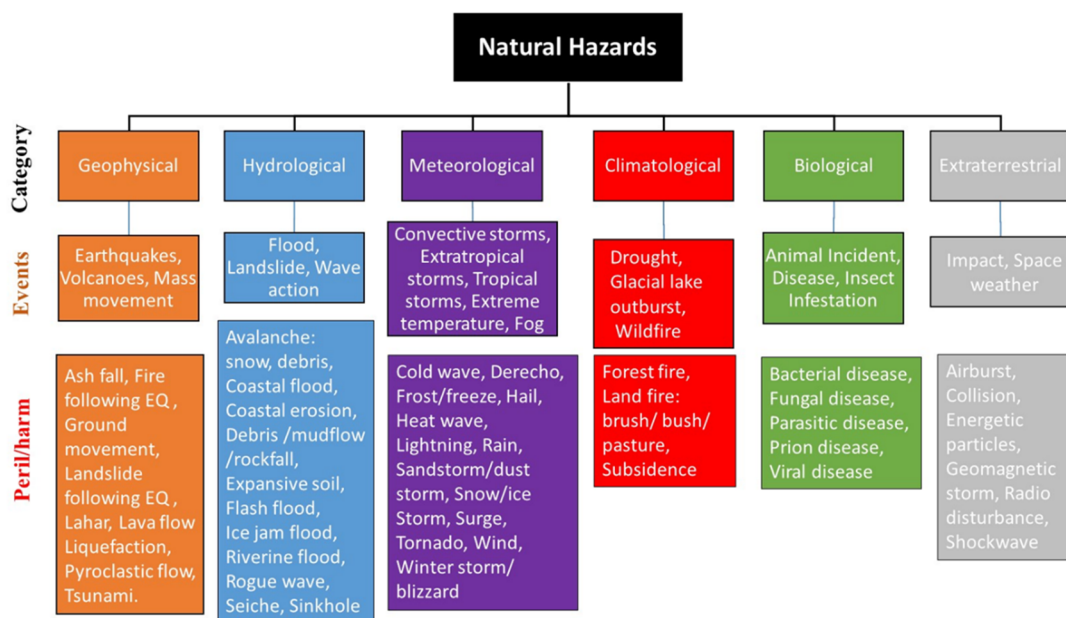 Natural Hazards
Category
Geophysical
Hydrological
Meteorological
Climatological
Biological
Extraterrestrial
Events
Earthquakes,
Volcanoes, Mass
movement
Flood,
Landslide, Wave
action
Convective storms,
Extratropical
storms, Tropical
storms, Extreme
temperature, Fog
Drought,
Glacial lake
outburst,
Wildfire
Animal Incident,
Disease, Insect
Infestation
Impact, Space
weather
Peril/harm
Ash fall, Fire
following EQ ,
Ground
movement,
Landslide
following EQ ,
Lahar, Lava flow
Liquefaction,
Pyroclastic flow,
Tsunami.
Avalanche:
snow, debris,
Coastal flood,
Coastal erosion,
Debris /mudflow
/rockfall,
Expansive soil,
Flash flood,
Ice jam flood,
Riverine flood,
Rogue wave,
Seiche, Sinkhole
Cold wave, Derecho,
Frost/freeze, Hail,
Heat wave,
Lightning, Rain,
Sandstorm/dust
storm, Snow/ice
Storm, Surge,
Tornado, Wind,
Winter storm/
blizzard
Forest fire,
Land fire:
brush/ bush/
pasture,
Subsidence
Bacterial disease,
Fungal disease,
Parasitic disease,
Prion disease,
Viral disease
Airburst,
Collision,
Energetic
particles,
Geomagnetic
storm, Radio
disturbance,
Shockwave